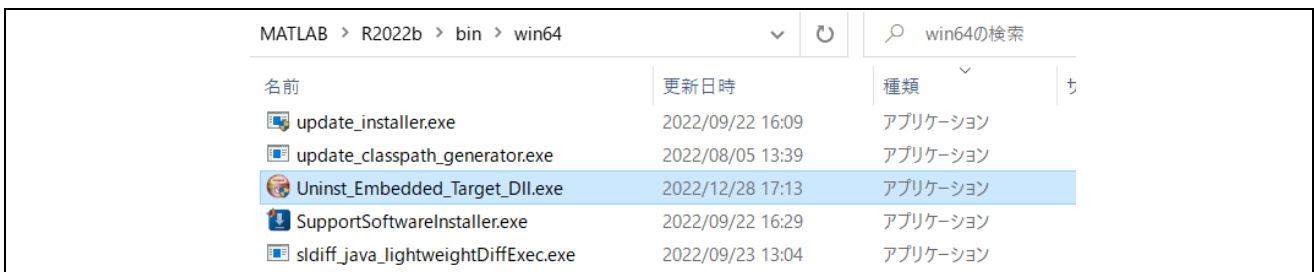 MATLAB > R2022b > bin > win64 win64の検索
名前 更新日時 種類 サ
update_installer.exe 2022/09/22 16:09 アプリケーション
update_classpath_generator.exe 2022/08/05 13:39 アプリケーション
Uninst_Embedded_Target_Dll.exe 2022/12/28 17:13 アプリケーション
SupportSoftwareInstaller.exe 2022/09/22 16:29 アプリケーション
sldiff_java_lightweightDiffExec.exe 2022/09/23 13:04 アプリケーション